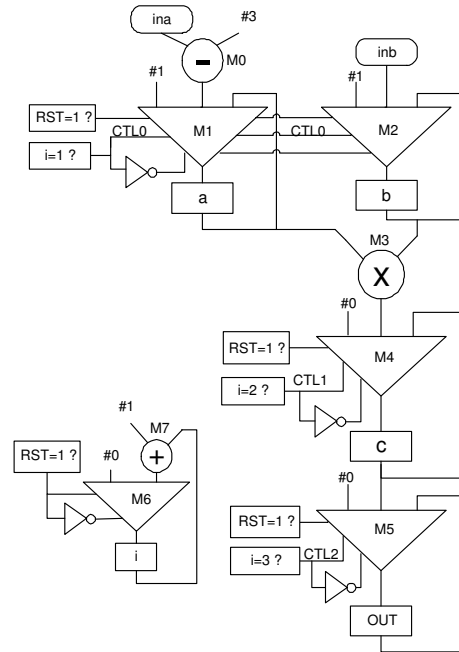 ina
#3
-
M0
inb
#1
#1
RST=1 ?
CTL0
M1
CTL0
M2
i=1 ?
a
b
M3
X
#0
RST=1 ?
M4
CTL1
i=2 ?
#1
M7
+
RST=1 ?
#0
M6
i
c
#0
RST=1 ?
M5
i=3 ?
CTL2
OUT